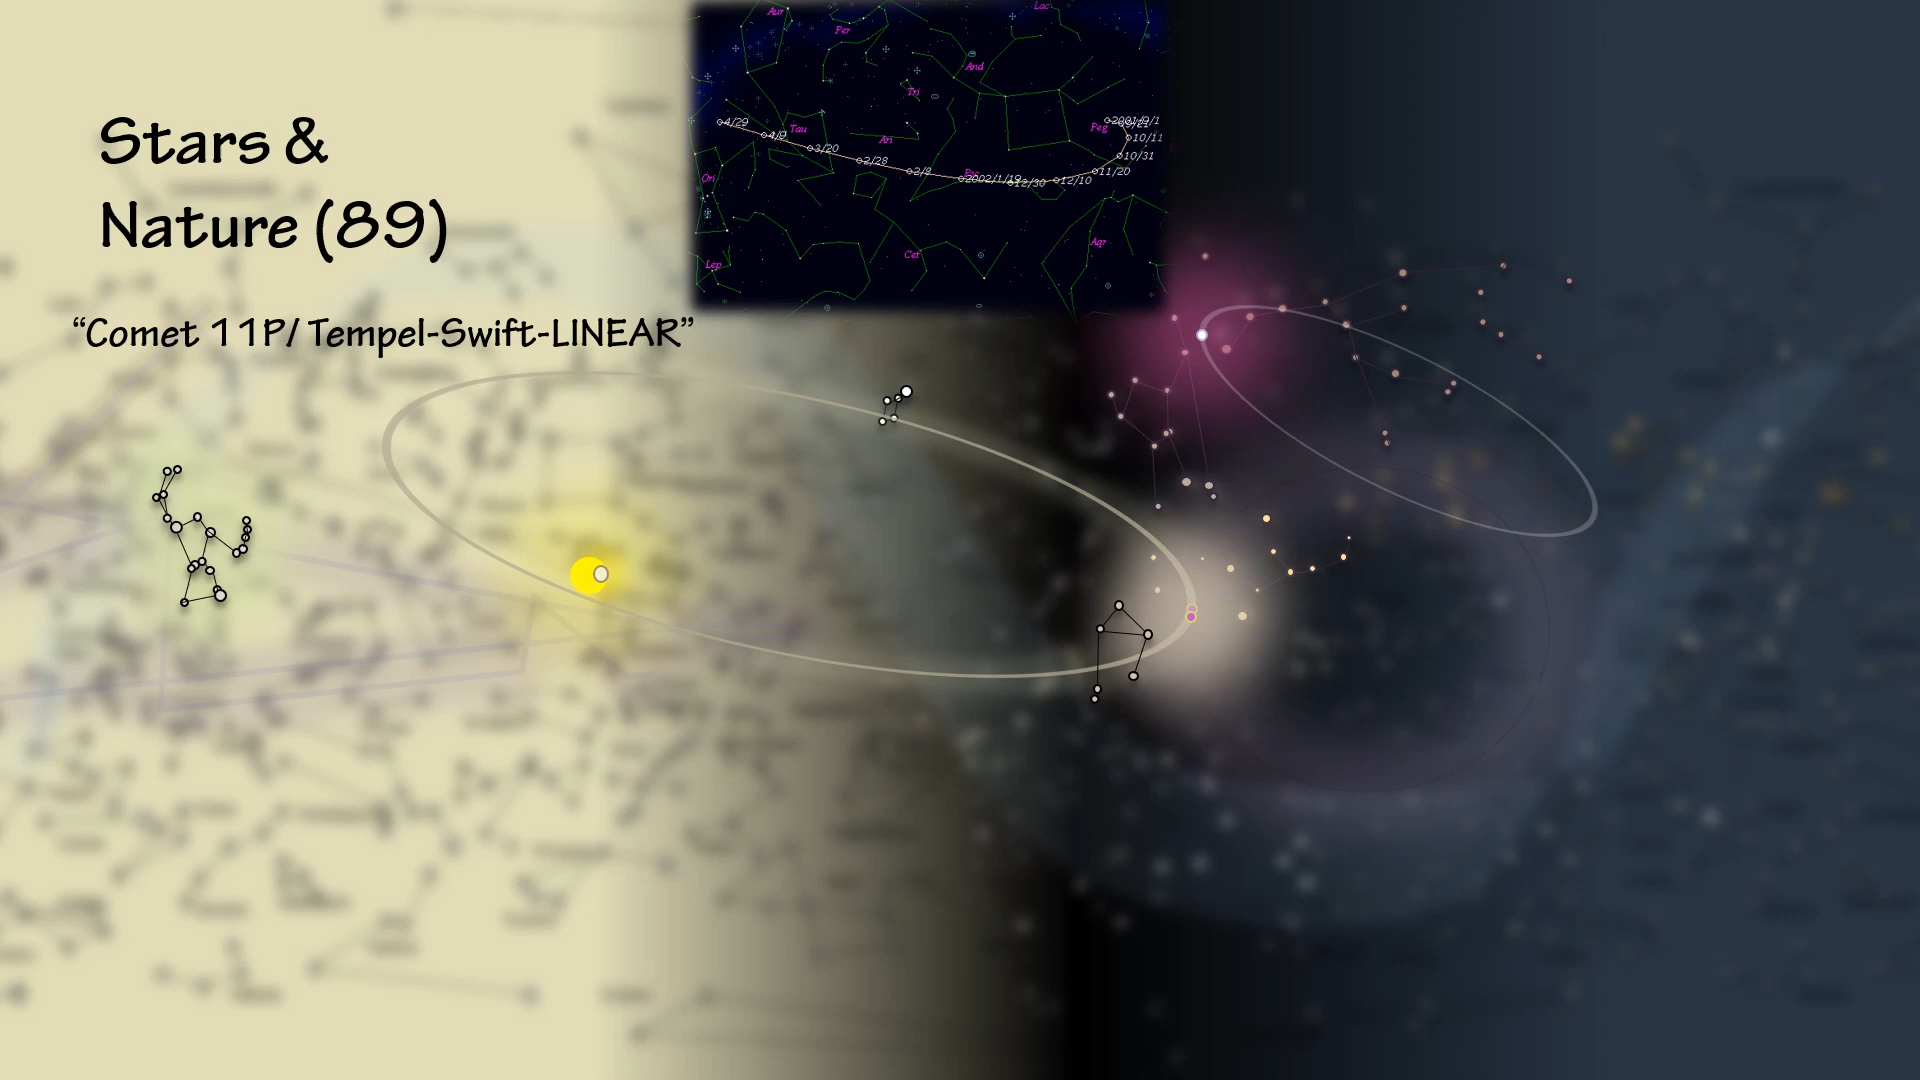 Stars &
Nature (89)
“Comet 11P/ Tempel-Swift-LINEAR”
Aur
Per
Lac
And
Tri
4/29
4/9
Tau
Ari
3/20
2/28
2/8
2002/1/19
12/30
12/10
11/20
10/31
10/11
Peg
2001/9/1
Ori
Lep
Cet
Aqr